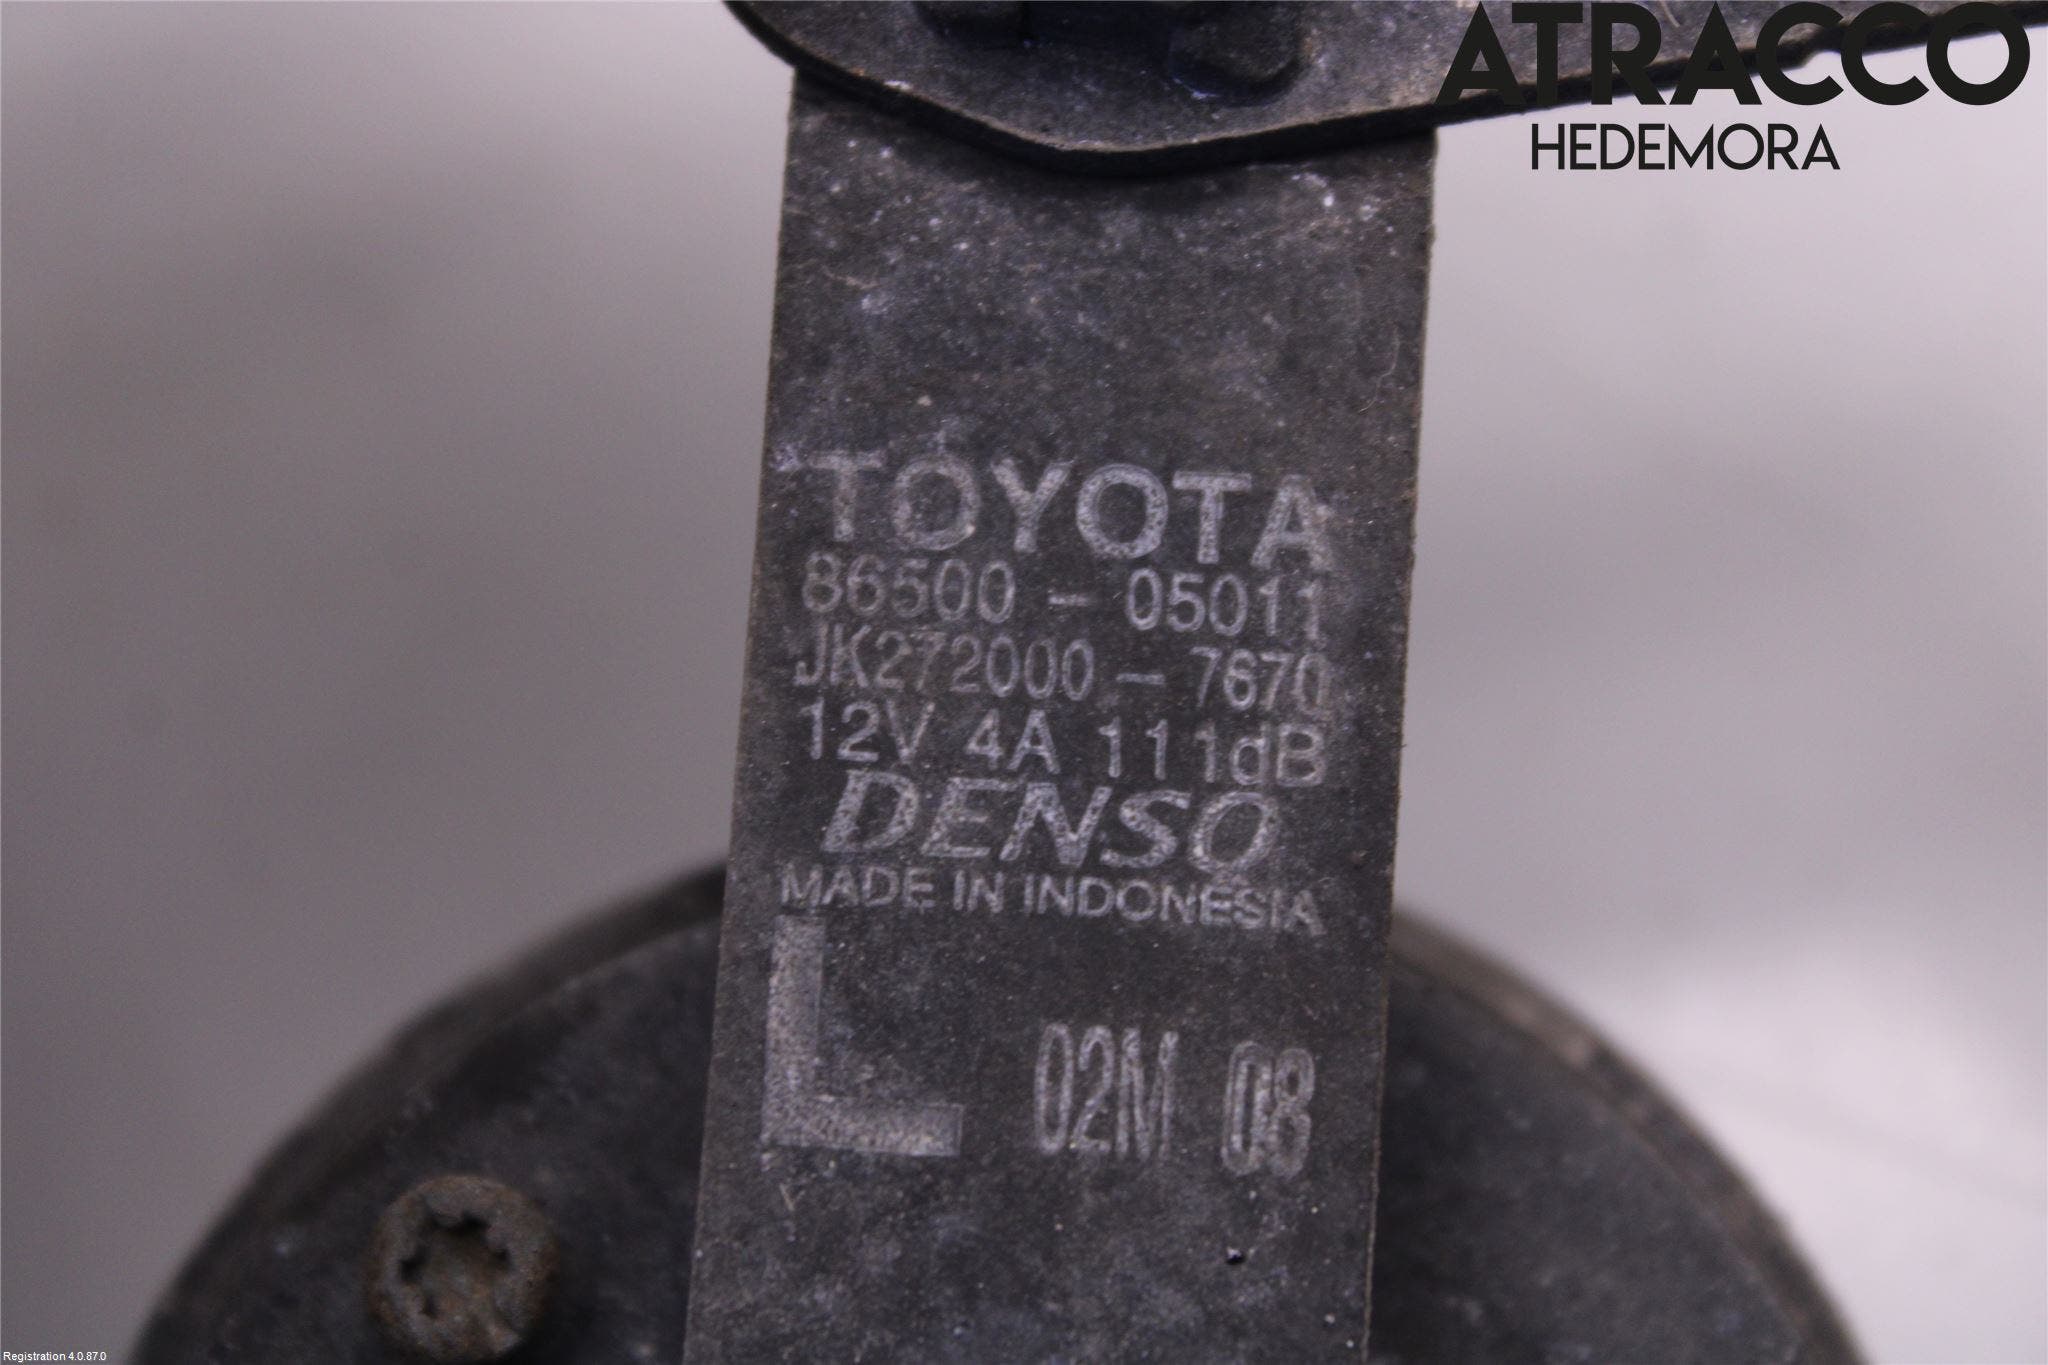 ATRACCO
HEDEMORA
TOYOTA
86500 - 05011
JK272000 - 7670
12V 4A 111dB
DENSO
MADE IN INDONESIA
L 02M 08
Registration 4.0.87.0